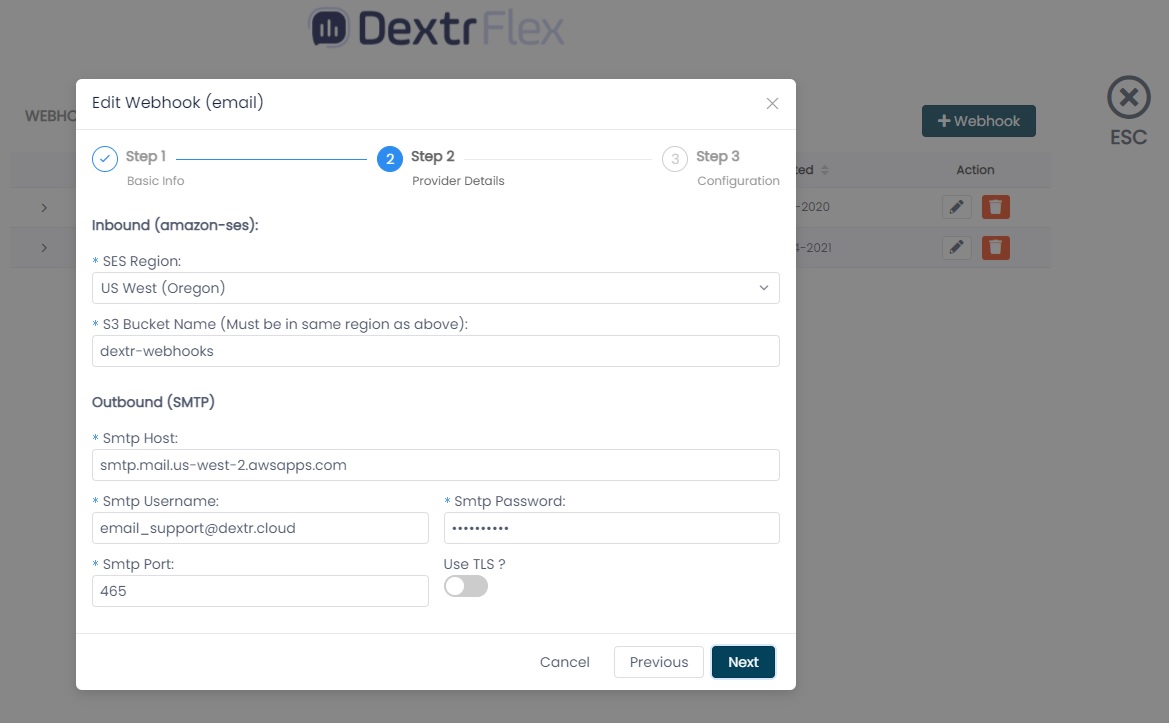 Dextr Flex
Edit Webhook (email)
WEBHO
+ Webhook
ESC
Step 1
2
Step 2
3
Step 3
Basic Info
Provider Details
Configuration
ted
Action
-2020
-2021
Inbound (amazon-ses):
* SES Region:
US West (Oregon)
* S3 Bucket Name (Must be in same region as above):
dextr-webhooks
Outbound (SMTP)
* Smtp Host:
smtp.mail.us-west-2.awsapps.com
* Smtp Username:
* Smtp Password:
email_support@dextr.cloud
••••••••••
* Smtp Port:
Use TLS ?
465
Cancel
Previous
Next